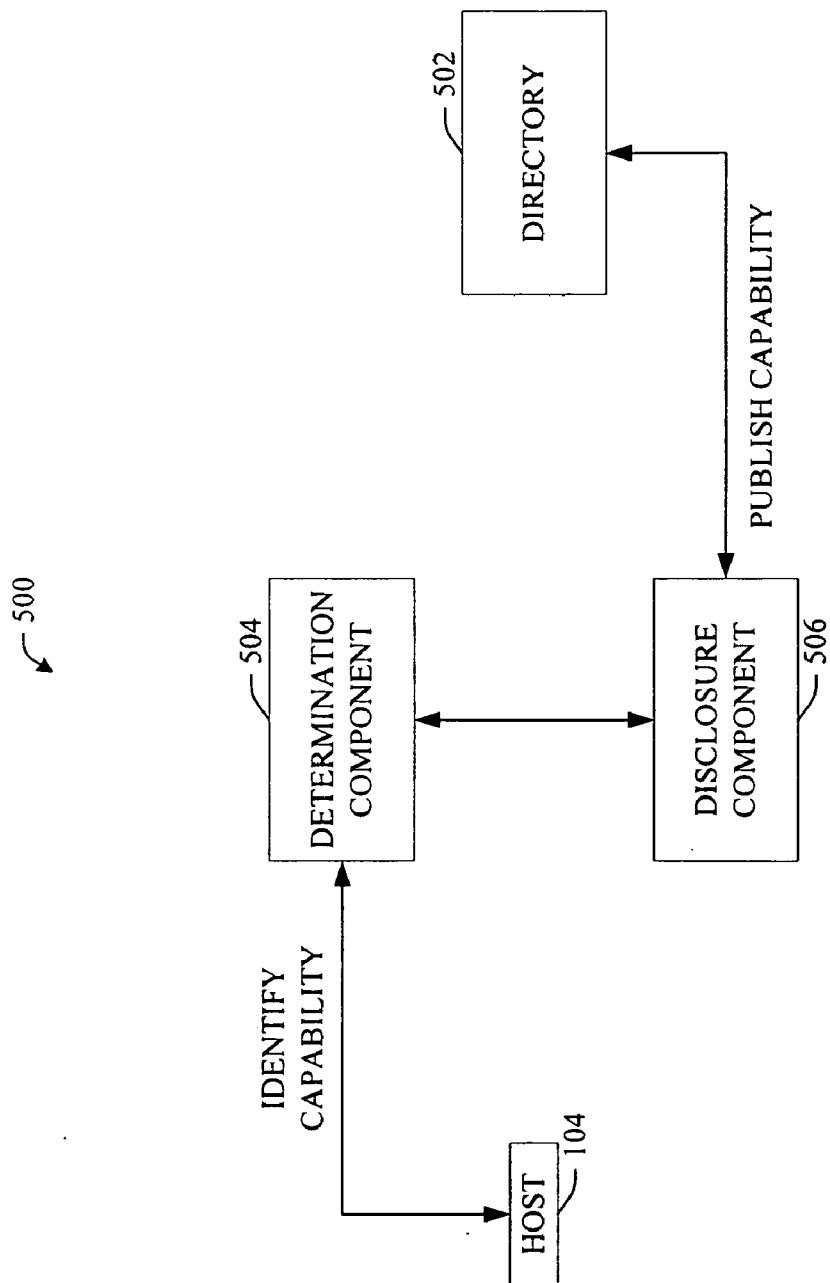 500
504
DETERMINATION
COMPONENT
IDENTIFY
CAPABILITY
HOST
104
DISCLOSURE
COMPONENT
506
PUBLISH CAPABILITY
502
DIRECTORY